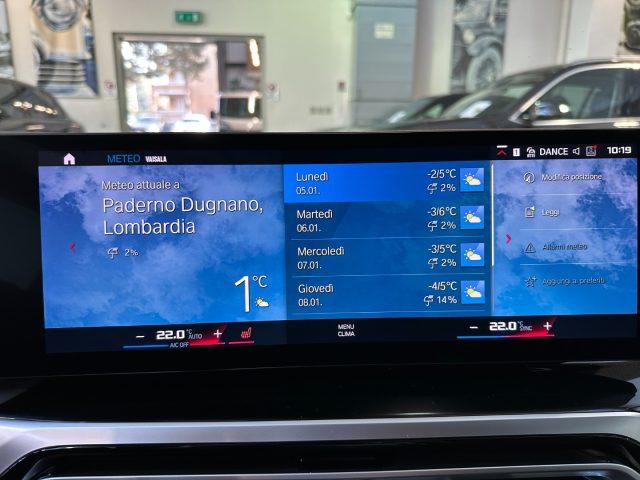 METEO VAISALA
1 DANCE 10:19
Meteo attuale a
Paderno Dugnano,
Lombardia
2%
1°C
Lunedì -2/5°C
05.01. 2%
Martedì -3/6°C
06.01. 2%
Mercoledì -3/5°C
07.01. 2%
Giovedì -4/5°C
08.01. 14%
Modifica posizione
Leggi
Allarmi meteo
Aggiungi a preferiti
- 22.0 °C AUTO +
A/C OFF
MENU
CLIMA
- 22.0 °C SYNC +